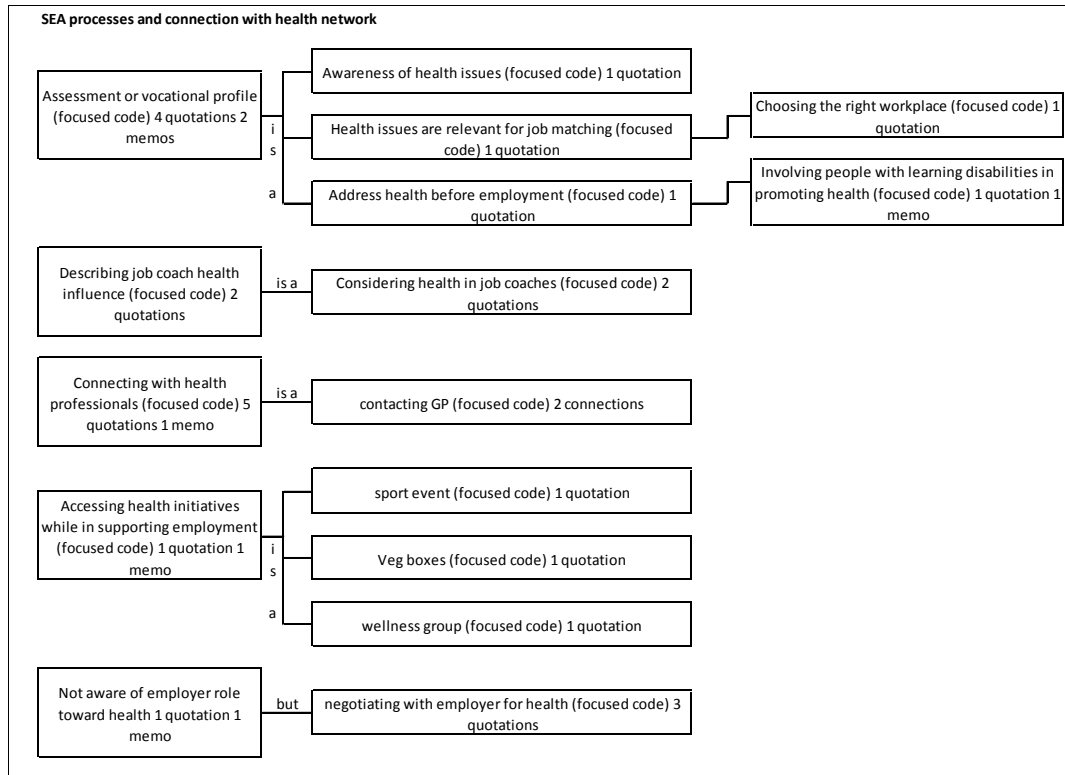 SEA processes and connection with health network
Assessment or vocational profile
(focused code) 4 quotations 2
memos
i
s
a
Awareness of health issues (focused code) 1 quotation
Health issues are relevant for job matching (focused
code) 1 quotation
Choosing the right workplace (focused code) 1
quotation
Address health before employment (focused code) 1
quotation
Involving people with learning disabilities in
promoting health (focused code) 1 quotation 1
memo
Describing job coach health
influence (focused code) 2
quotations
is a
Considering health in job coaches (focused code) 2
quotations
Connecting with health
professionals (focused code) 5
quotations 1 memo
is a
contacting GP (focused code) 2 connections
Accessing health initiatives
while in supporting employment
(focused code) 1 quotation 1
memo
i
s
a
sport event (focused code) 1 quotation
Veg boxes (focused code) 1 quotation
wellness group (focused code) 1 quotation
Not aware of employer role
toward health 1 quotation 1
memo
but
negotiating with employer for health (focused code) 3
quotations